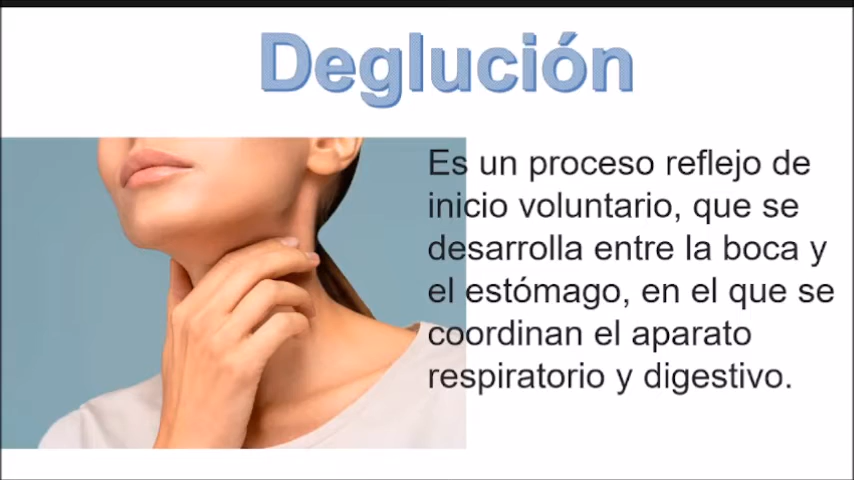 Deglución
Es un proceso reflejo de
inicio voluntario, que se
desarrolla entre la boca y
el estómago, en el que se
coordinan el aparato
respiratorio y digestivo.